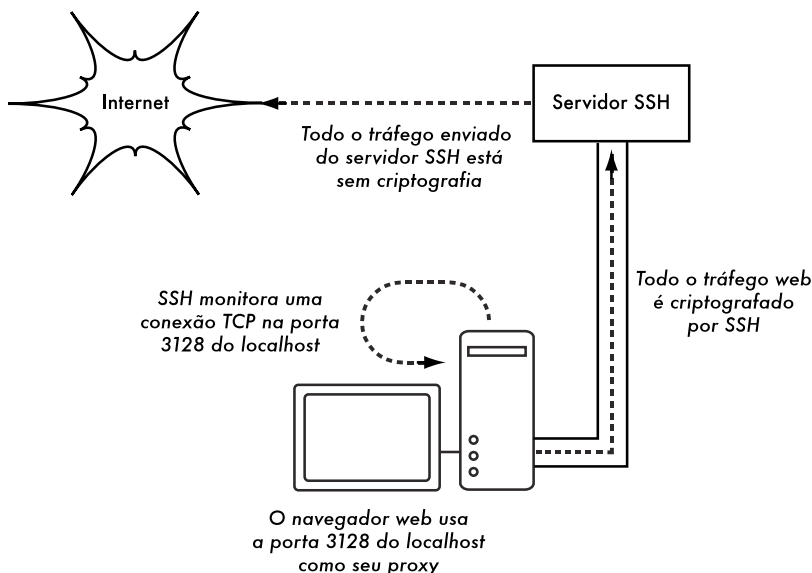 Internet
Servidor SSH
Todo o tráfego enviado
do servidor SSH está
sem criptografia
Todo o tráfego web
é criptografado
por SSH
SSH monitora uma
conexão TCP na porta
3128 do localhost
O navegador web usa
a porta 3128 do localhost
como seu proxy